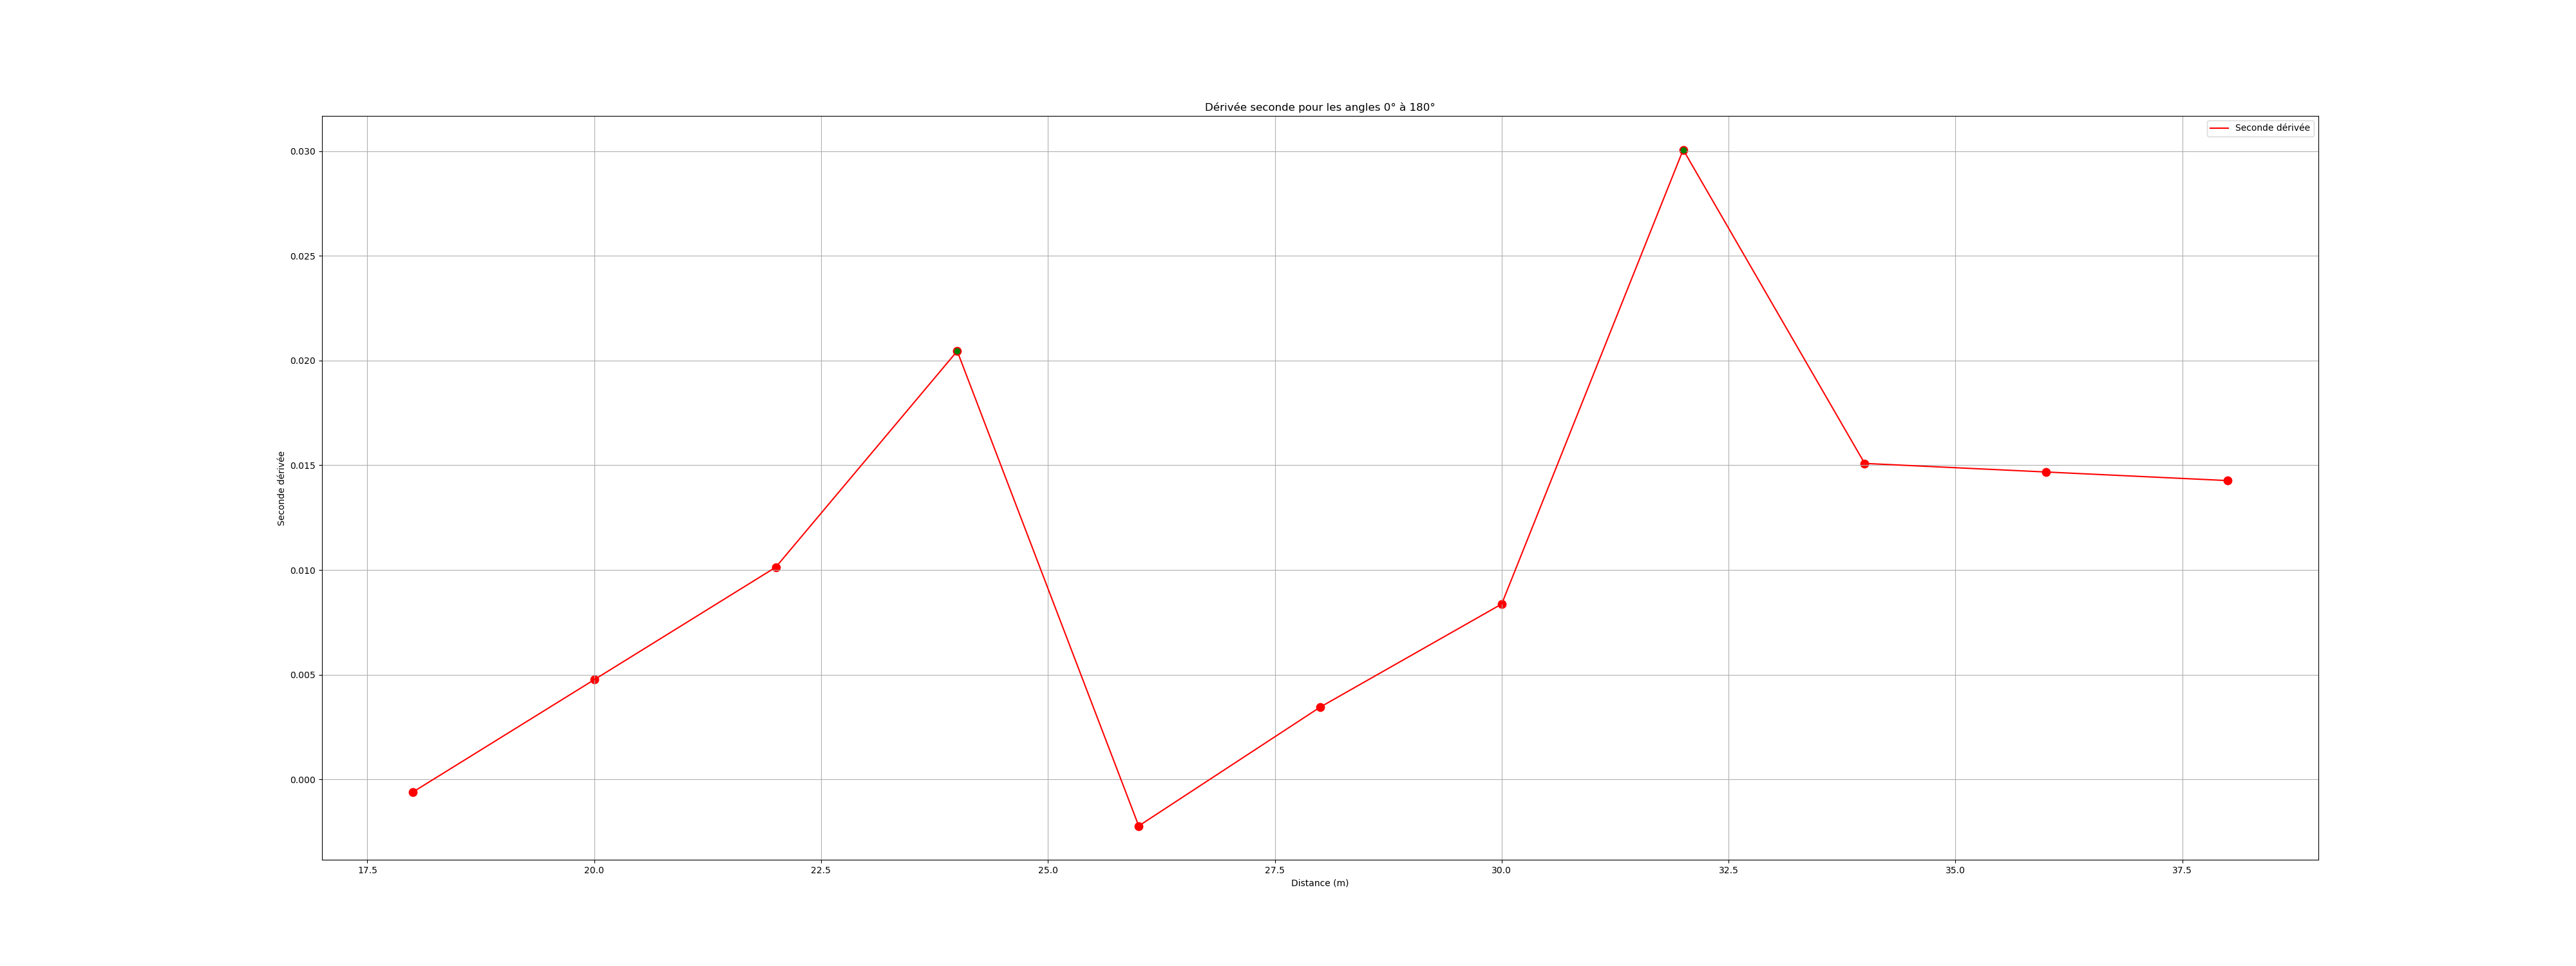 Dérivée seconde pour les angles 0° à 180°
Seconde dérivée
0.030
0.025
0.020
0.015
0.010
0.005
0.000
Seconde dérivée
17.5 20.0 22.5 25.0 27.5 30.0 32.5 35.0 37.5
Distance (m)